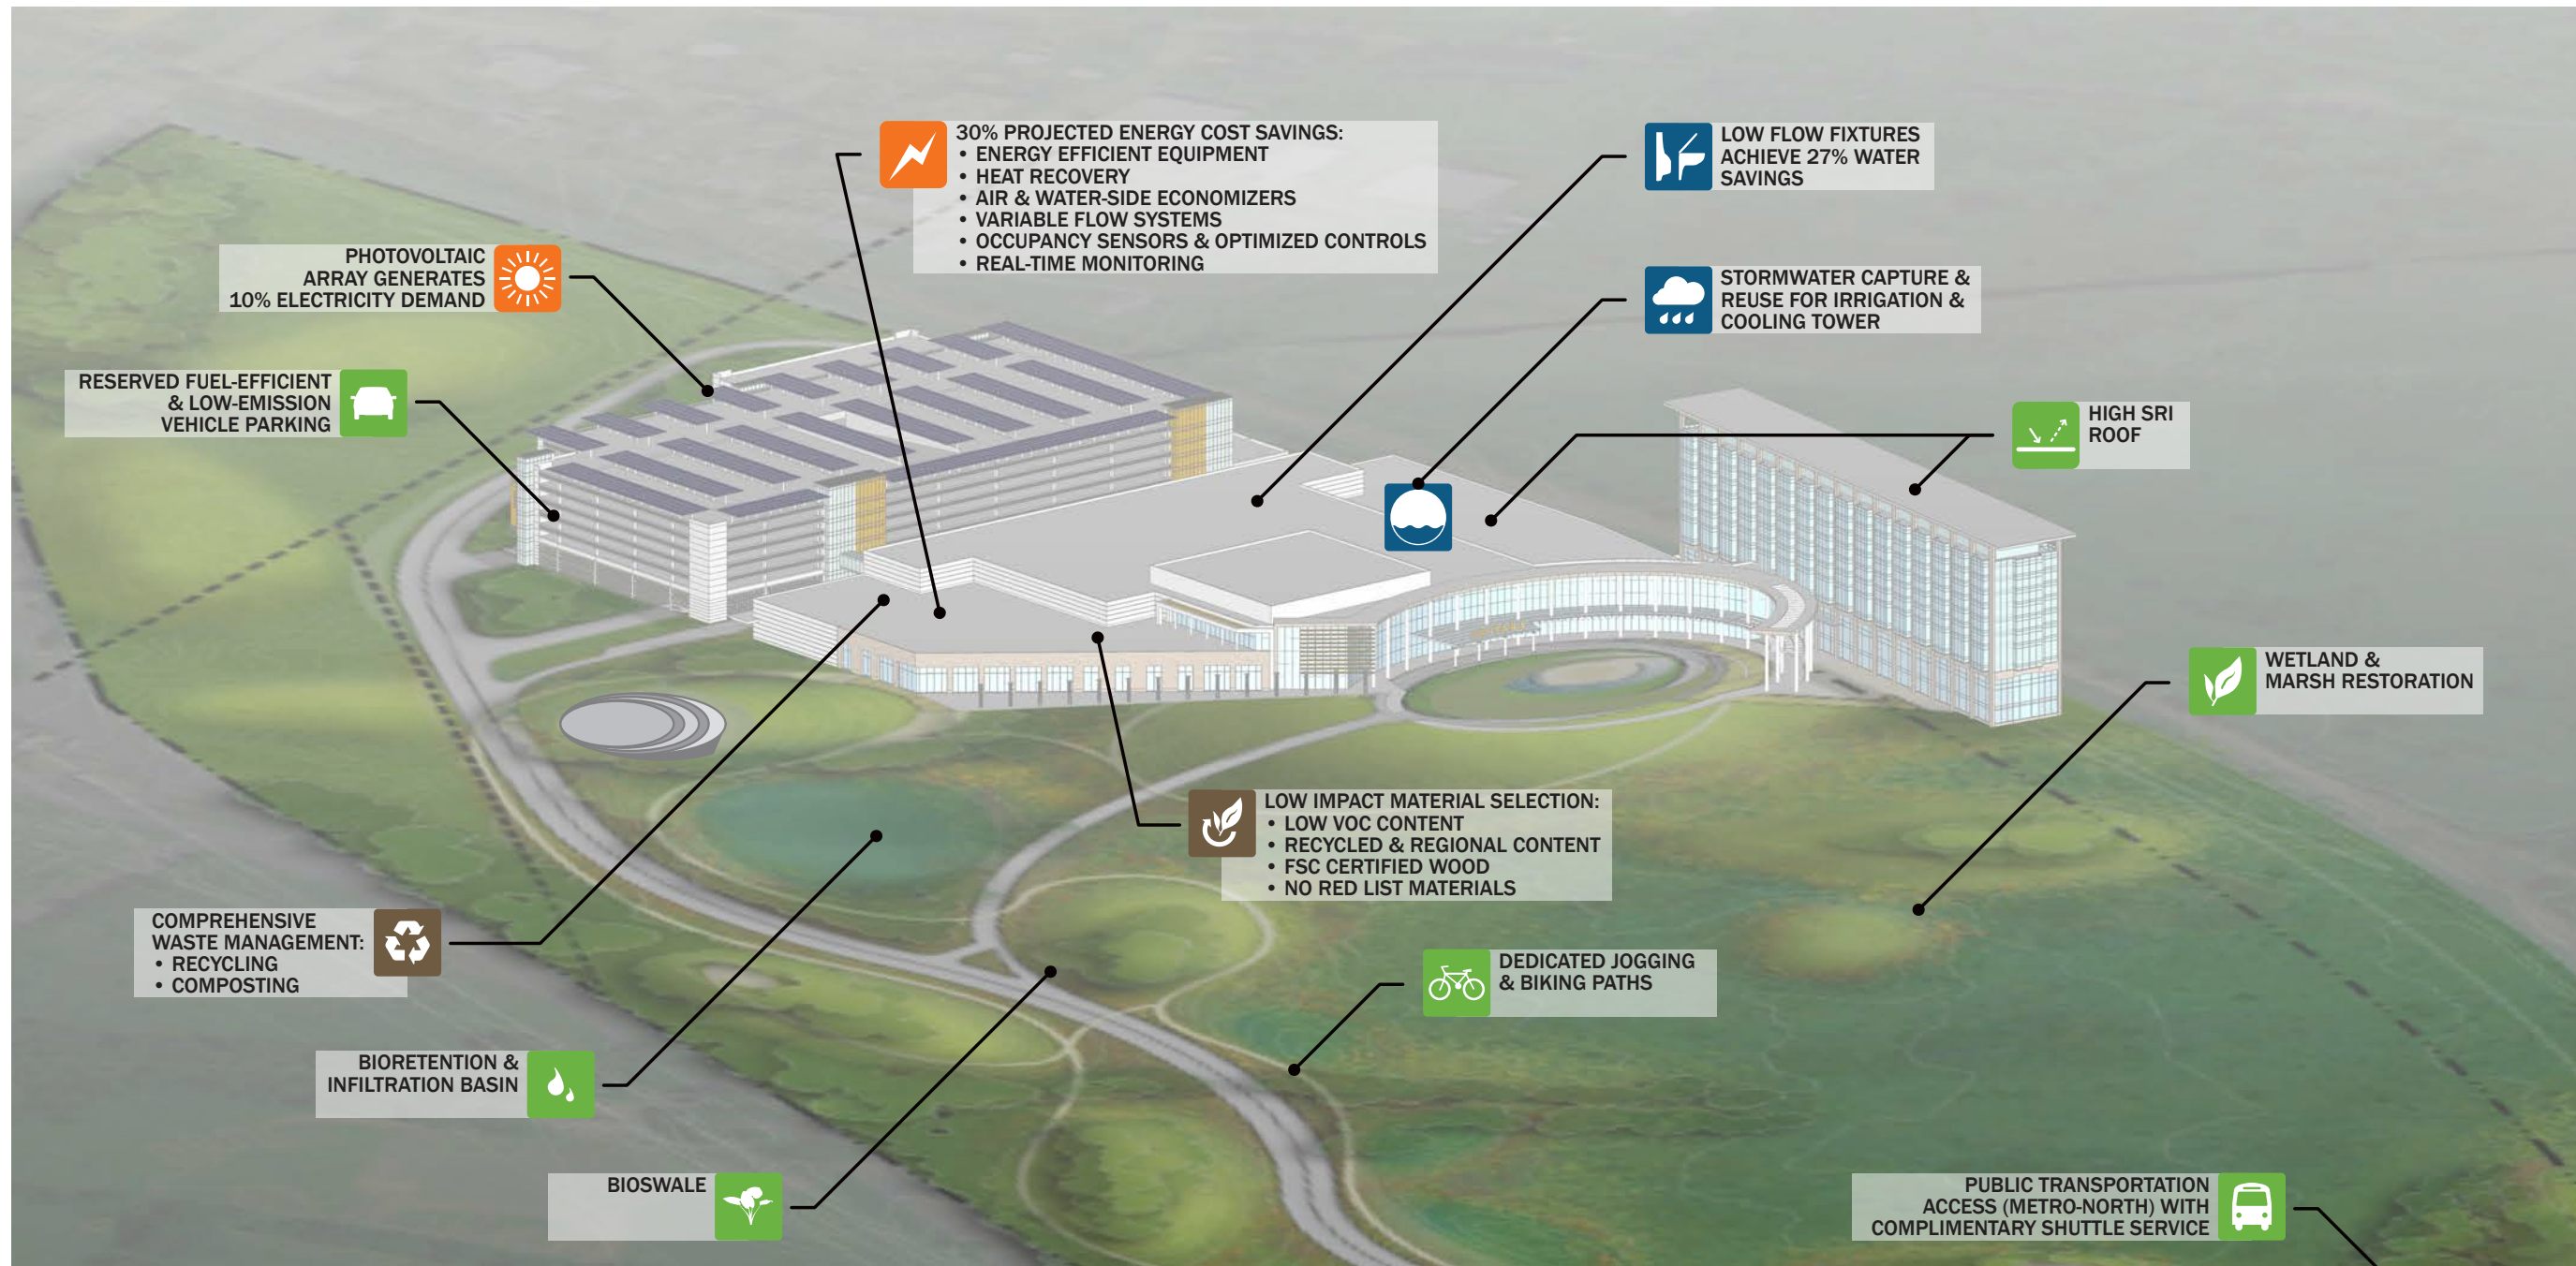 30% PROJECTED ENERGY COST SAVINGS:
• ENERGY EFFICIENT EQUIPMENT
• HEAT RECOVERY
• AIR & WATER-SIDE ECONOMIZERS
• VARIABLE FLOW SYSTEMS
• OCCUPANCY SENSORS & OPTIMIZED CONTROLS
• REAL-TIME MONITORING
LOW FLOW FIXTURES
ACHIEVE 27% WATER
SAVINGS
PHOTOVOLTAIC
ARRAY GENERATES
10% ELECTRICITY DEMAND
STORMWATER CAPTURE &
REUSE FOR IRRIGATION &
COOLING TOWER
RESERVED FUEL-EFFICIENT
& LOW-EMISSION
VEHICLE PARKING
HIGH SRI
ROOF
WETLAND &
MARSH RESTORATION
LOW IMPACT MATERIAL SELECTION:
• LOW VOC CONTENT
• RECYCLED & REGIONAL CONTENT
• FSC CERTIFIED WOOD
• NO RED LIST MATERIALS
COMPREHENSIVE
WASTE MANAGEMENT:
• RECYCLING
• COMPOSTING
DEDICATED JOGGING
& BIKING PATHS
BIORETENTION &
INFILTRATION BASIN
BIOSWALE
PUBLIC TRANSPORTATION
ACCESS (METRO-NORTH) WITH
COMPLIMENTARY SHUTTLE SERVICE